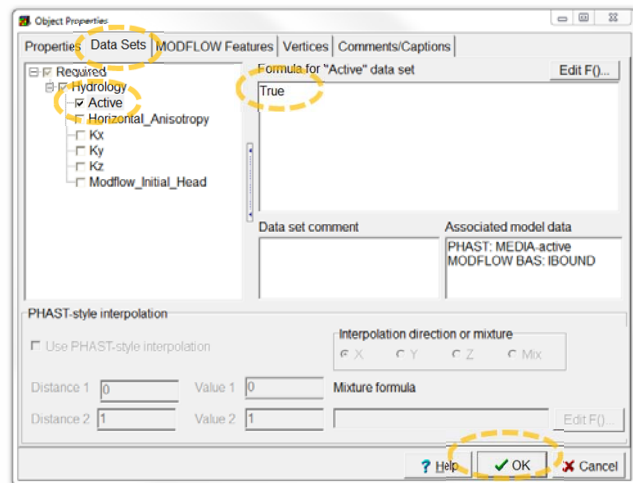 Object Properties
Properties Data Sets MODFLOW Features Vertices Comments/Captions
Required
Hydrology
Active
Horizontal_Anisotropy
Kx
Ky
Kz
Modflow_Initial_Head
Formula for "Active" data set
Edit F()...
True
Data set comment
Associated model data
PHAST: MEDIA-active
MODFLOW BAS: IBOUND
PHAST-style interpolation
Use PHAST-style interpolation
Interpolation direction or mixture
X Y Z Mix
Distance 1 0 Value 1 0 Mixture formula
Distance 2 1 Value 2 1 Edit F()...
? Help OK Cancel